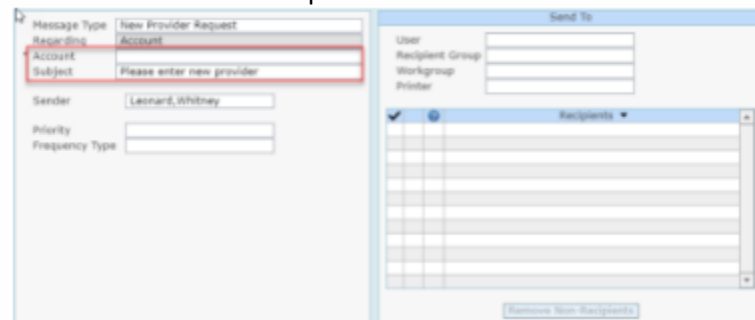 Message Type New Provider Request
Regarding Account
* Account
Subject Please enter new provider
Sender Leonard,Whitney
Priority
Frequency Type
Send To
User
Recipient Group
Workgroup
Printer
Recipients
Remove Non-Recipients